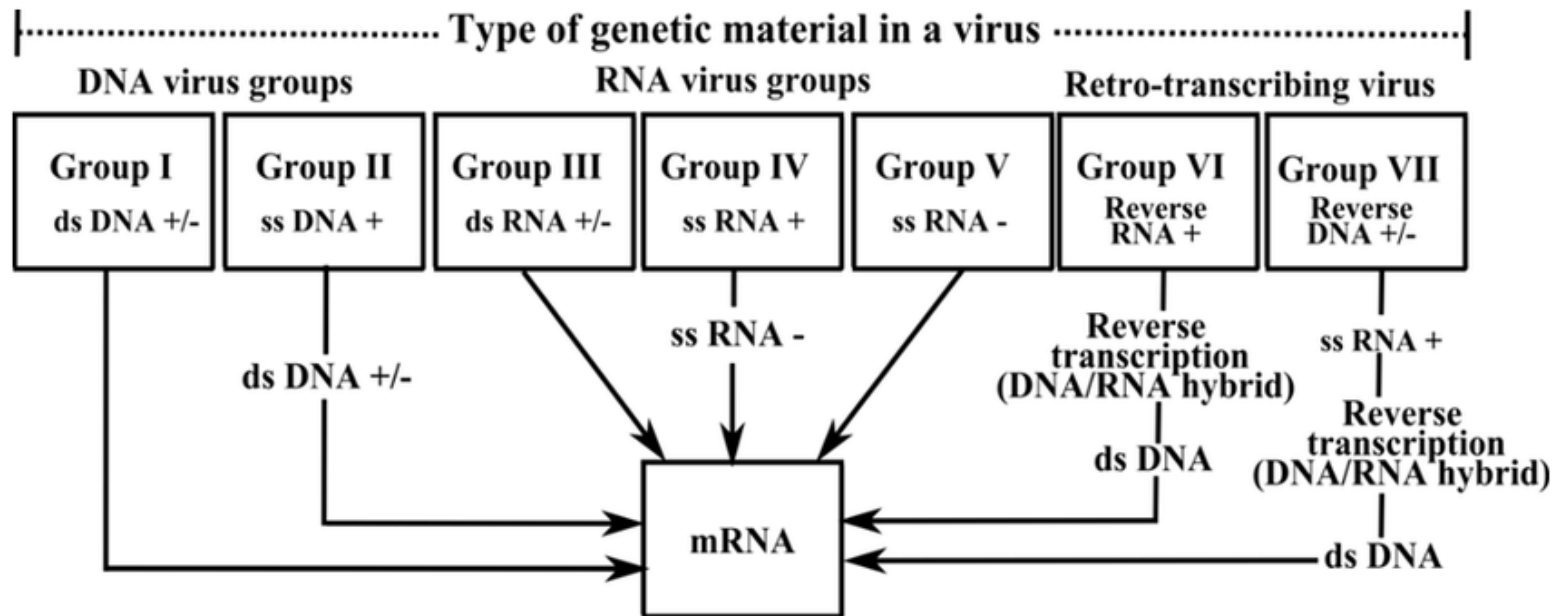 Type of genetic material in a virus
DNA virus groups
RNA virus groups
Retro-transcribing virus
Group I
ds DNA +/-
Group II
ss DNA +
Group III
ds RNA +/-
Group IV
ss RNA +
Group V
ss RNA -
Group VI
Reverse
RNA +
Group VII
Reverse
DNA +/-
ds DNA +/-
ss RNA -
Reverse
transcription
(DNA/RNA hybrid)
ds DNA
ss RNA +
Reverse
transcription
(DNA/RNA hybrid)
ds DNA
mRNA